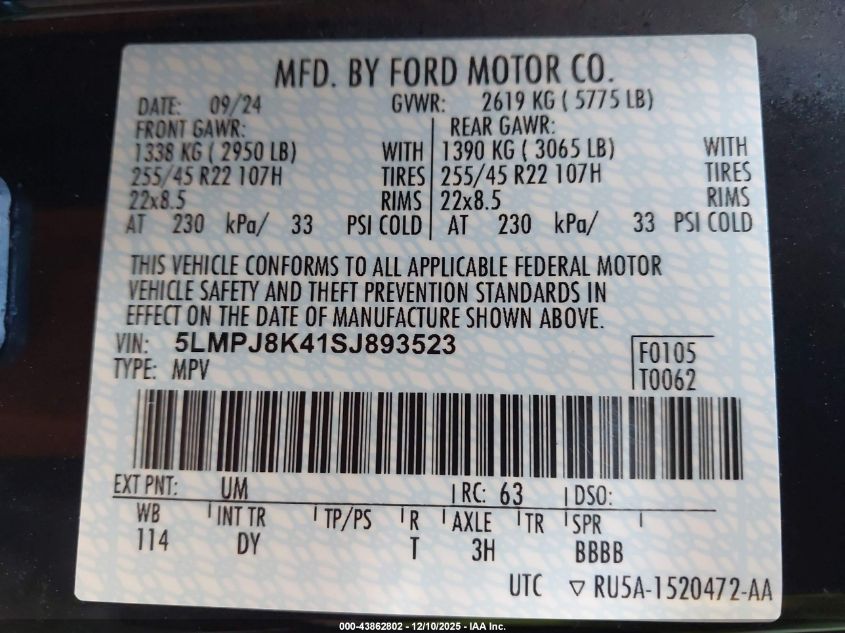 MFD. BY FORD MOTOR CO.
DATE: 09/24 GVWR: 2619 KG ( 5775 LB)
FRONT GAWR: REAR GAWR:
1338 KG ( 2950 LB) WITH 1390 KG ( 3065 LB) WITH
255/45 R22 107H TIRES 255/45 R22 107H TIRES
22x8.5 RIMS 22x8.5 RIMS
AT 230 kPa/ 33 PSI COLD AT 230 kPa/ 33 PSI COLD
THIS VEHICLE CONFORMS TO ALL APPLICABLE FEDERAL MOTOR
VEHICLE SAFETY AND THEFT PREVENTION STANDARDS IN
EFFECT ON THE DATE OF MANUFACTURE SHOWN ABOVE.
VIN: 5LMPJ8K41SJ893523 F0105
TYPE: MPV T0062
EXT PNT: UM RC: 63 DSO:
WB INT TR TP/PS R AXLE TR SPR
114 DY T 3H BBBB
UTC ▽ RU5A-1520472-AA
000-43862802 - 12/10/2025 - IAA Inc.